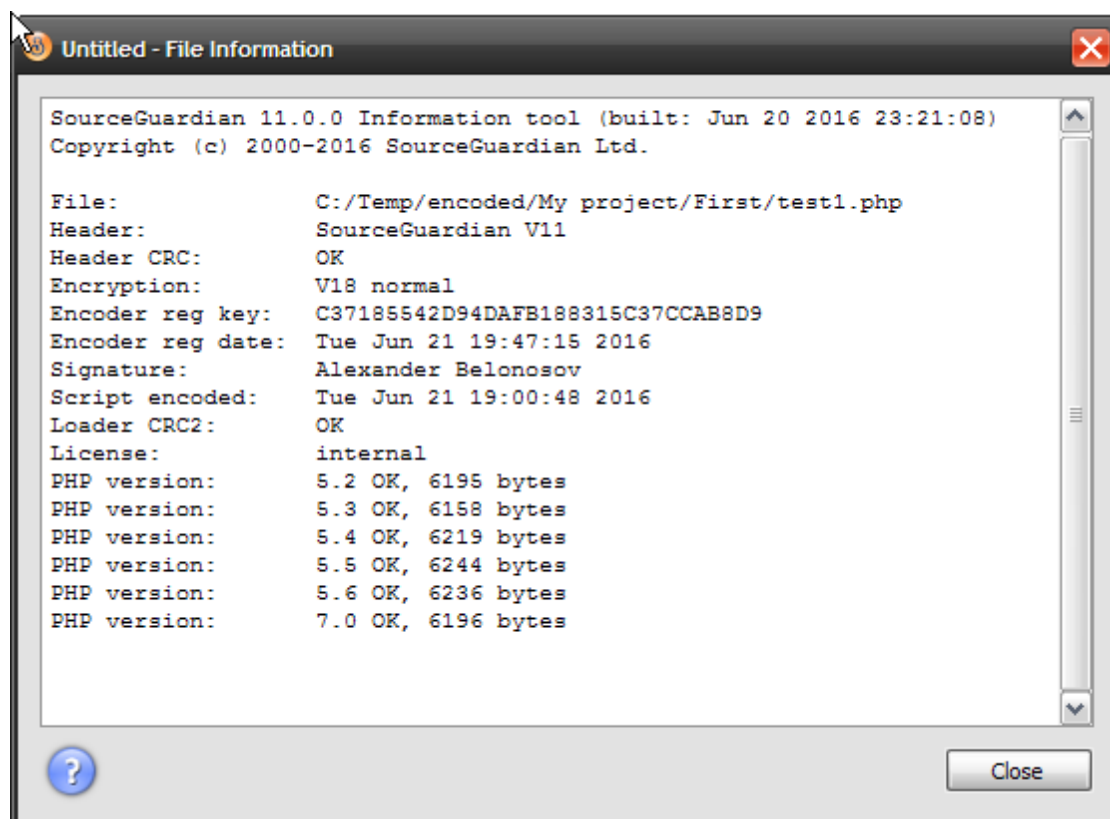 Untitled - File Information
SourceGuardian 11.0.0 Information tool (built: Jun 20 2016 23:21:08)
Copyright (c) 2000-2016 SourceGuardian Ltd.
File: C:/Temp/encoded/My project/First/test1.php
Header: SourceGuardian V11
Header CRC: OK
Encryption: V18 normal
Encoder reg key: C37185542D94DAFB188315C37CCAB8D9
Encoder reg date: Tue Jun 21 19:47:15 2016
Signature: Alexander Belonosov
Script encoded: Tue Jun 21 19:00:48 2016
Loader CRC2: OK
License: internal
PHP version: 5.2 OK, 6195 bytes
PHP version: 5.3 OK, 6158 bytes
PHP version: 5.4 OK, 6219 bytes
PHP version: 5.5 OK, 6244 bytes
PHP version: 5.6 OK, 6236 bytes
PHP version: 7.0 OK, 6196 bytes
?
Close